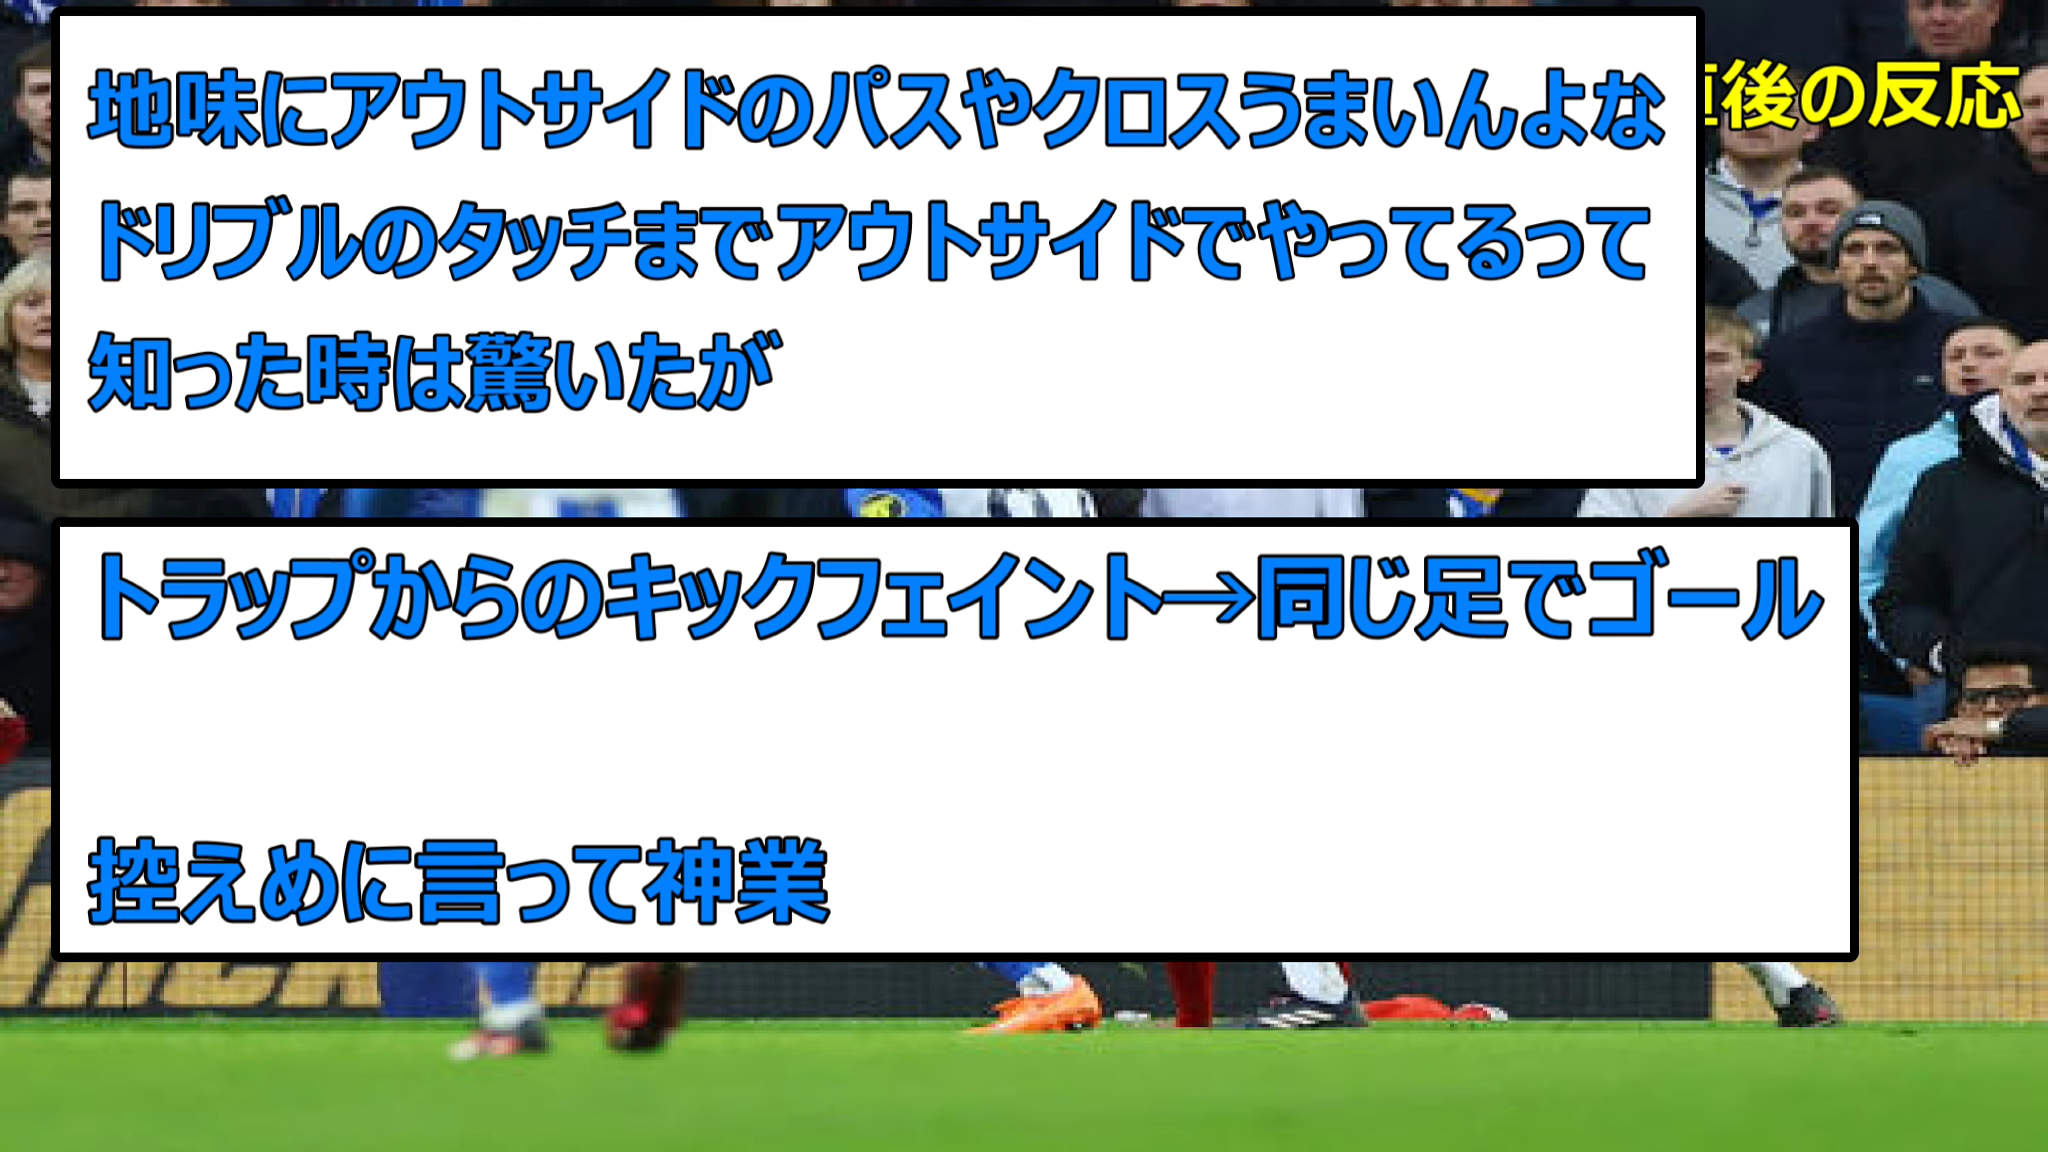 地味にアウトサイドのパスやクロスうまいんよな
ドリブルのタッチまでアウトサイドでやってるって
知った時は驚いたが
後の反応
トラップからのキックフェイント→同じ足でゴール
控えめに言って神業